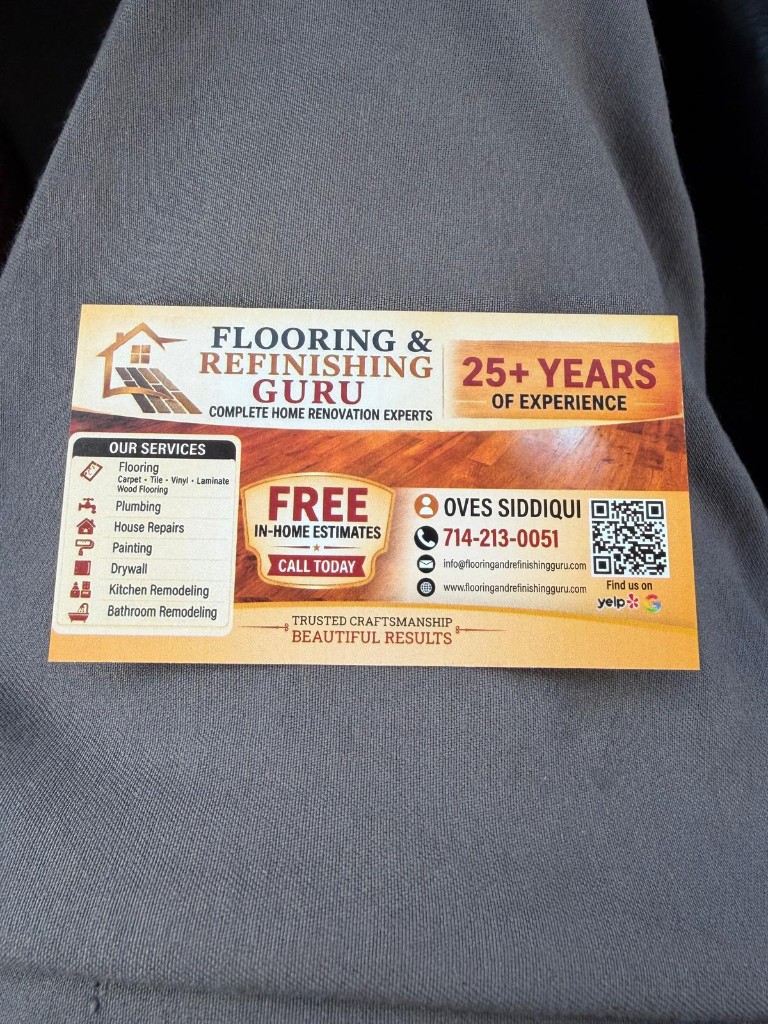 FLOORING &
REFINISHING
GURU
COMPLETE HOME RENOVATION EXPERTS
25+ YEARS
OF EXPERIENCE
OUR SERVICES
Flooring
Carpet • Tile • Vinyl • Laminate
Wood Flooring
Plumbing
House Repairs
Painting
Drywall
Kitchen Remodeling
Bathroom Remodeling
FREE
IN-HOME ESTIMATES
CALL TODAY
OVES SIDDIQUI
714-213-0051
info@flooringandrefinishingguru.com
www.flooringandrefinishingguru.com
Find us on
yelp G
TRUSTED CRAFTSMANSHIP
BEAUTIFUL RESULTS